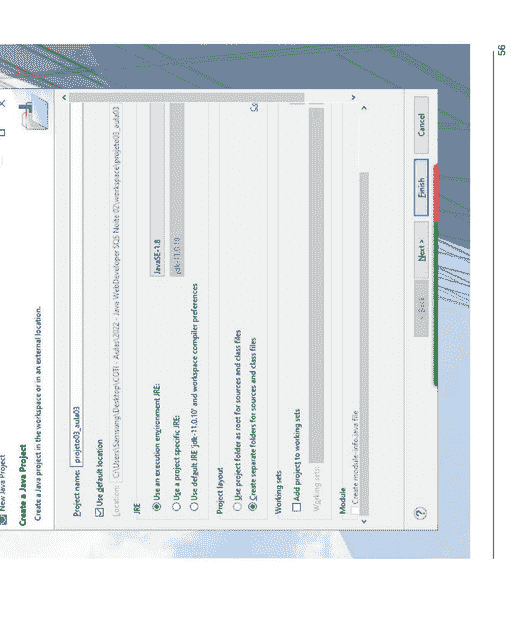 New Java Project
Create a Java Project
Create a Java project in the workspace or in an external location.
Project name: projeto03_aula03
Use default location
Location: C:\Users\Samsung\Desktop\COTI - Aulas\2022 - Java WebDeveloper SQS Noite 02\workspace\projeto03_aula03
JRE
Use an execution environment JRE: JavaSE-1.8
Use a project specific JRE: jdk-11.0.10
Use default JRE 'jdk-11.0.10' and workspace compiler preferences
Project layout
Use project folder as root for sources and class files
Create separate folders for sources and class files
Working sets
Add project to working sets
Working sets:
Module
Create module-info.java file
? < Back Next > Finish Cancel
56